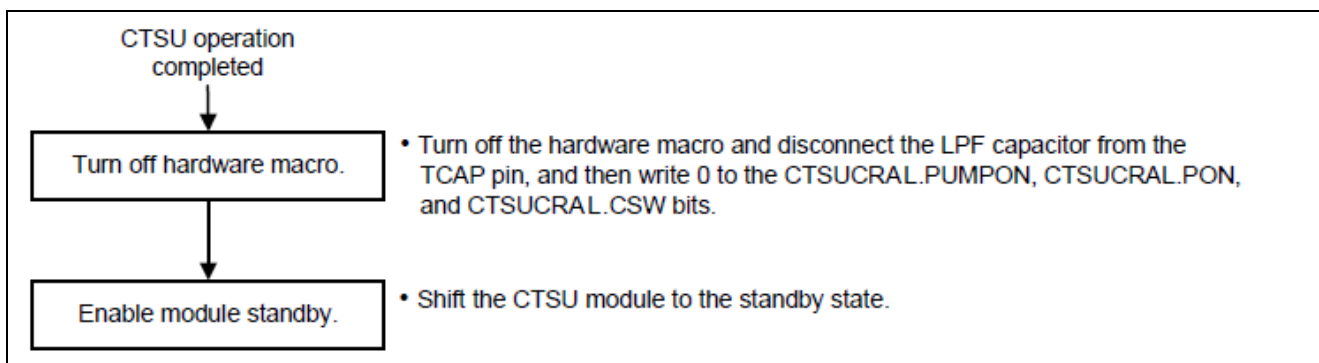 CTSU operation
completed
Turn off hardware macro.
• Turn off the hardware macro and disconnect the LPF capacitor from the
TCAP pin, and then write 0 to the CTSUCRAL.PUMPON, CTSUCRAL.PON,
and CTSUCRAL.CSW bits.
Enable module standby.
• Shift the CTSU module to the standby state.